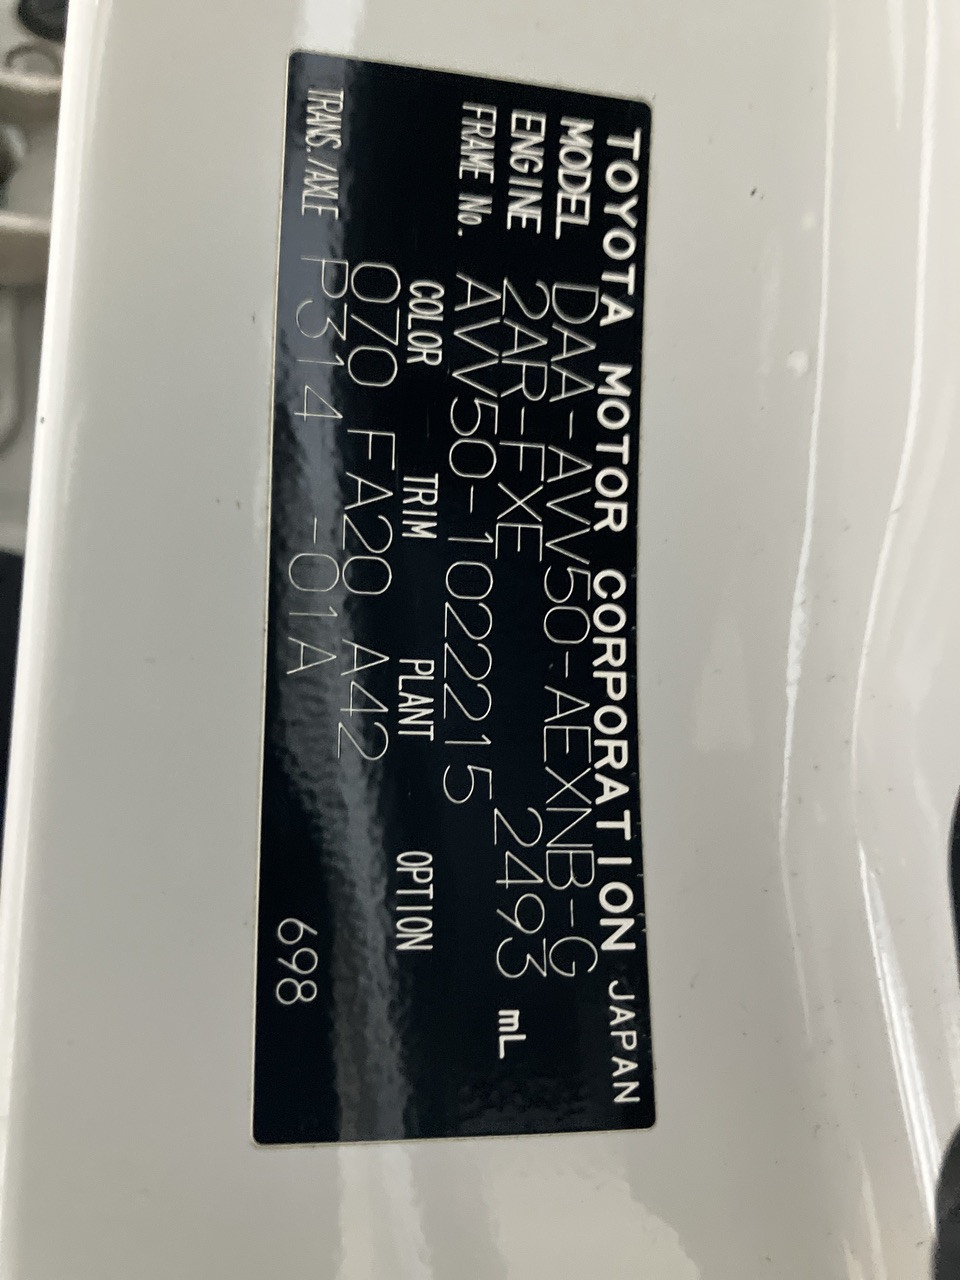 TOYOTA MOTOR CORPORATION JAPAN
MODEL DAA-AVV50-AEXNB-G
ENGINE 2AR-FXE 2493 mL
FRAME No. AVV50-1022215
COLOR TRIM PLANT OPTION
070 FA20 A42
TRANS./AXLE P314 -01A 698